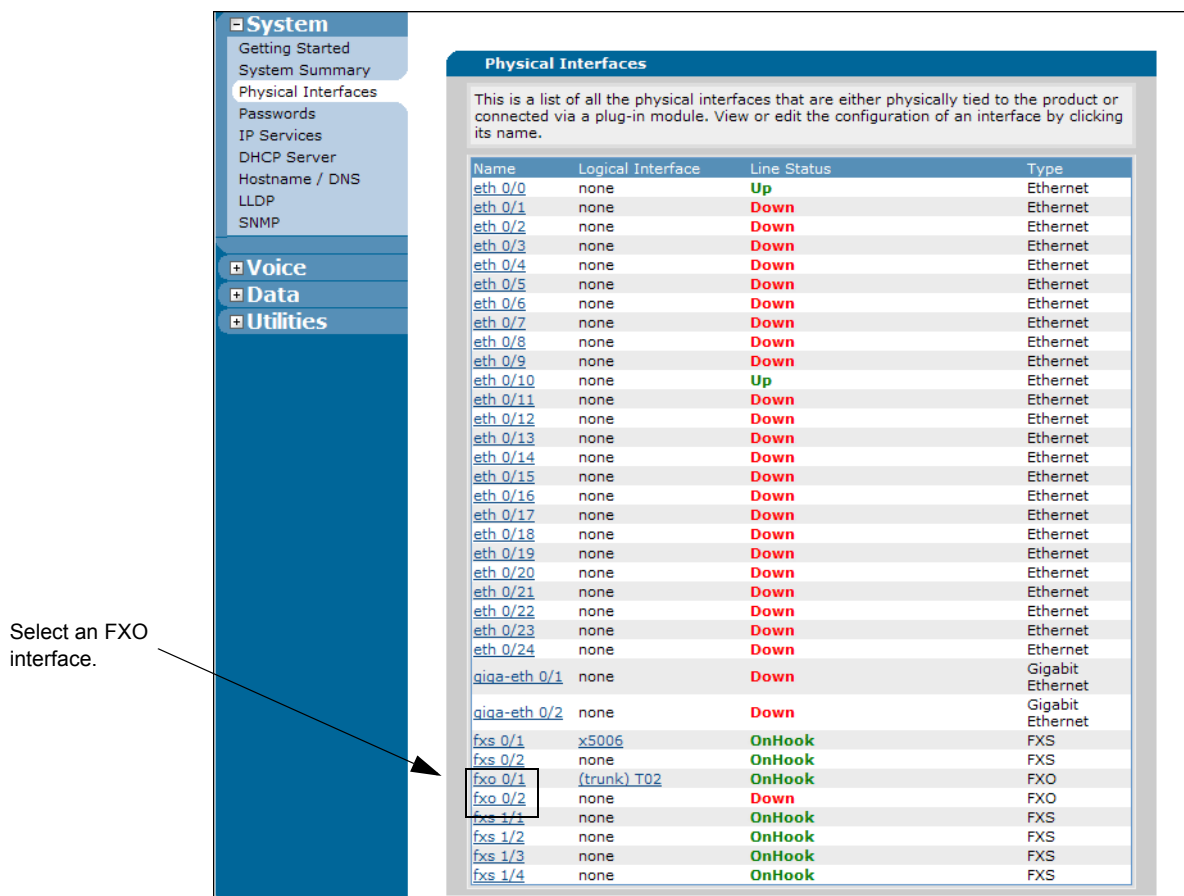 System
Getting Started
System Summary
Physical Interfaces
Passwords
IP Services
DHCP Server
Hostname / DNS
LLDP
SNMP
Voice
Data
Utilities
Select an FXO
interface.
Physical Interfaces
This is a list of all the physical interfaces that are either physically tied to the product or
connected via a plug-in module. View or edit the configuration of an interface by clicking
its name.
Name Logical Interface Line Status Type
eth 0/0 none Up Ethernet
eth 0/1 none Down Ethernet
eth 0/2 none Down Ethernet
eth 0/3 none Down Ethernet
eth 0/4 none Down Ethernet
eth 0/5 none Down Ethernet
eth 0/6 none Down Ethernet
eth 0/7 none Down Ethernet
eth 0/8 none Down Ethernet
eth 0/9 none Down Ethernet
eth 0/10 none Up Ethernet
eth 0/11 none Down Ethernet
eth 0/12 none Down Ethernet
eth 0/13 none Down Ethernet
eth 0/14 none Down Ethernet
eth 0/15 none Down Ethernet
eth 0/16 none Down Ethernet
eth 0/17 none Down Ethernet
eth 0/18 none Down Ethernet
eth 0/19 none Down Ethernet
eth 0/20 none Down Ethernet
eth 0/21 none Down Ethernet
eth 0/22 none Down Ethernet
eth 0/23 none Down Ethernet
eth 0/24 none Down Ethernet
giga-eth 0/1 none Down Gigabit
Ethernet
giga-eth 0/2 none Down Gigabit
Ethernet
fxs 0/1 x5006 OnHook FXS
fxs 0/2 none OnHook FXS
fxo 0/1 (trunk) T02 OnHook FXO
fxo 0/2 none Down FXO
fxs 1/1 none OnHook FXS
fxs 1/2 none OnHook FXS
fxs 1/3 none OnHook FXS
fxs 1/4 none OnHook FXS